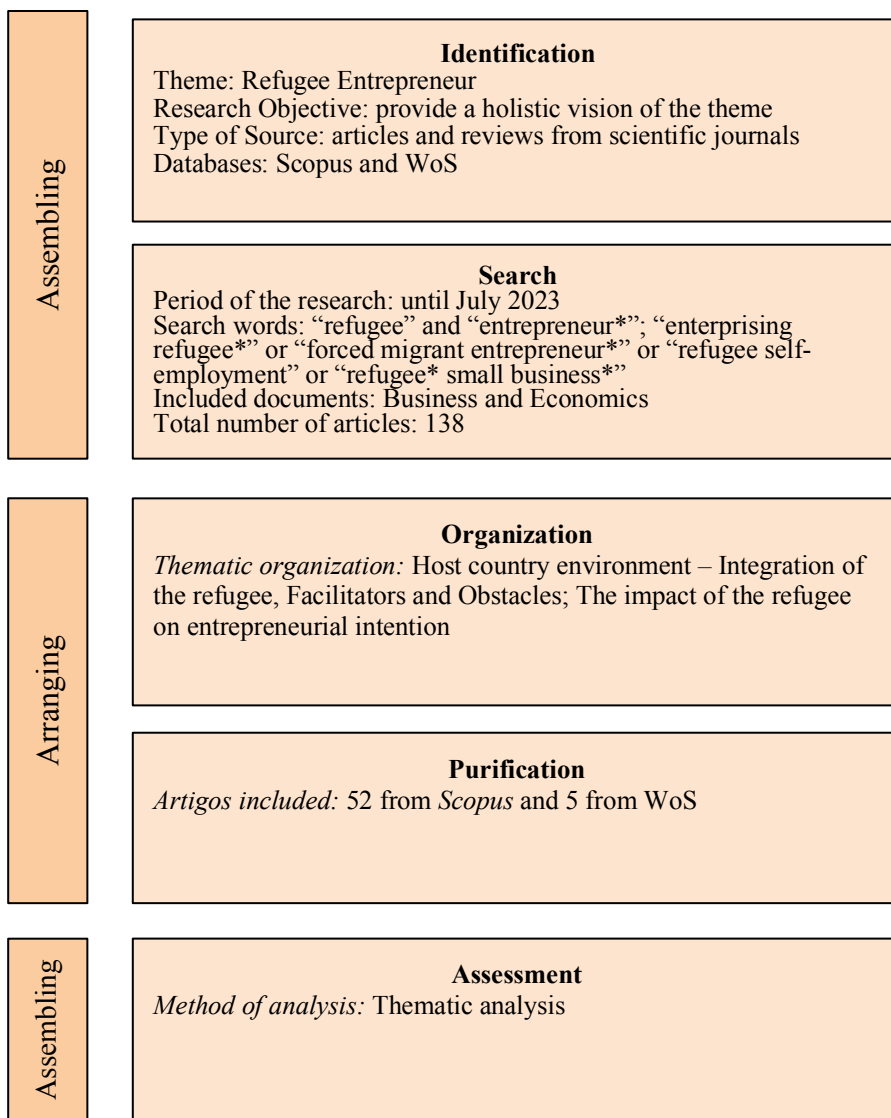 Assembling
Identification
Theme: Refugee Entrepreneur
Research Objective: provide a holistic vision of the theme
Type of Source: articles and reviews from scientific journals
Databases: Scopus and WoS
Search
Period of the research: until July 2023
Search words: “refugee” and “entrepreneur*”; “enterprising
refugee*” or “forced migrant entrepreneur*” or “refugee self-
employment” or “refugee* small business*”
Included documents: Business and Economics
Total number of articles: 138
Arranging
Organization
Thematic organization: Host country environment – Integration of
the refugee, Facilitators and Obstacles; The impact of the refugee
on entrepreneurial intention
Purification
Artigos included: 52 from Scopus and 5 from WoS
Assembling
Assessment
Method of analysis: Thematic analysis